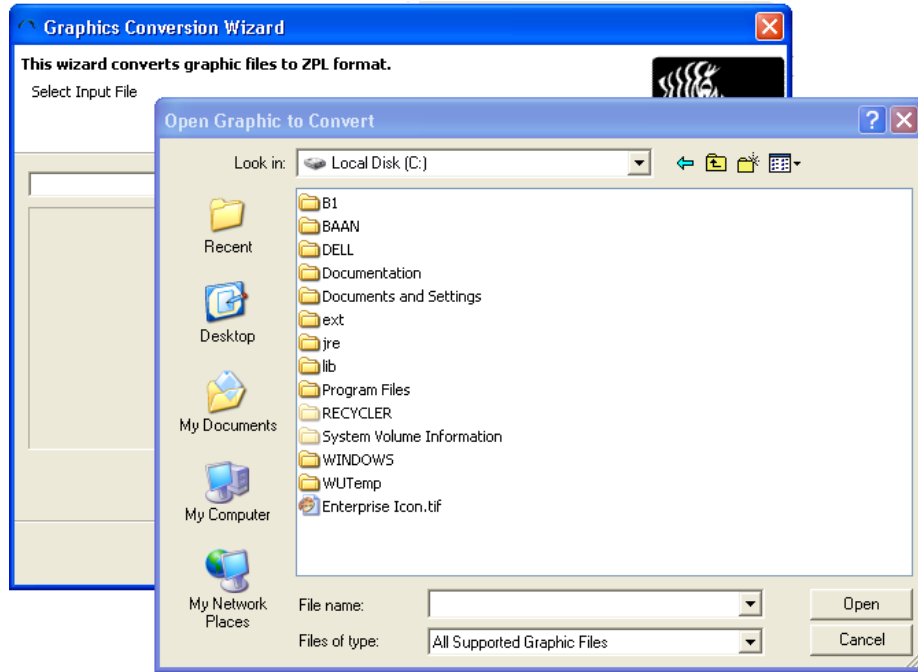 Graphics Conversion Wizard
This wizard converts graphic files to ZPL format.
Select Input File
Open Graphic to Convert
Look in:
Local Disk (C:)
Recent
Desktop
My Documents
My Computer
My Network
Places
B1
BAAN
DELL
Documentation
Documents and Settings
ext
jre
lib
Program Files
RECYCLER
System Volume Information
WINDOWS
WUTemp
Enterprise Icon.tif
File name:
Open
Files of type:
All Supported Graphic Files
Cancel